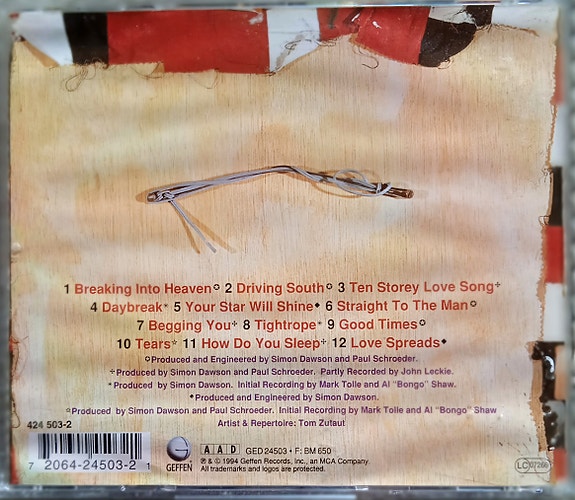 1 Breaking Into Heaven✪ 2 Driving South✪ 3 Ten Storey Love Song÷
4 Daybreak* 5 Your Star Will Shine◆ 6 Straight To The Man✪
7 Begging You÷ 8 Tightrope* 9 Good Times✪
10 Tears☆ 11 How Do You Sleep÷ 12 Love Spreads◆
✪Produced and Engineered by Simon Dawson and Paul Schroeder.
÷Produced by Simon Dawson and Paul Schroeder. Partly Recorded by John Leckie.
*Produced by Simon Dawson. Initial Recording by Mark Tolle and Al “Bongo” Shaw.
◆Produced and Engineered by Simon Dawson.
☆Produced by Simon Dawson and Paul Schroeder. Initial Recording by Mark Tolle and Al “Bongo” Shaw
Artist & Repertoire: Tom Zutaut
424 503-2
7 2064-24503-2 1
GEFFEN
A A D GED 24503 • F: BM 650
℗ & © 1994 Geffen Records, Inc., an MCA Company.
All trademarks and logos are protected.
LC 07266